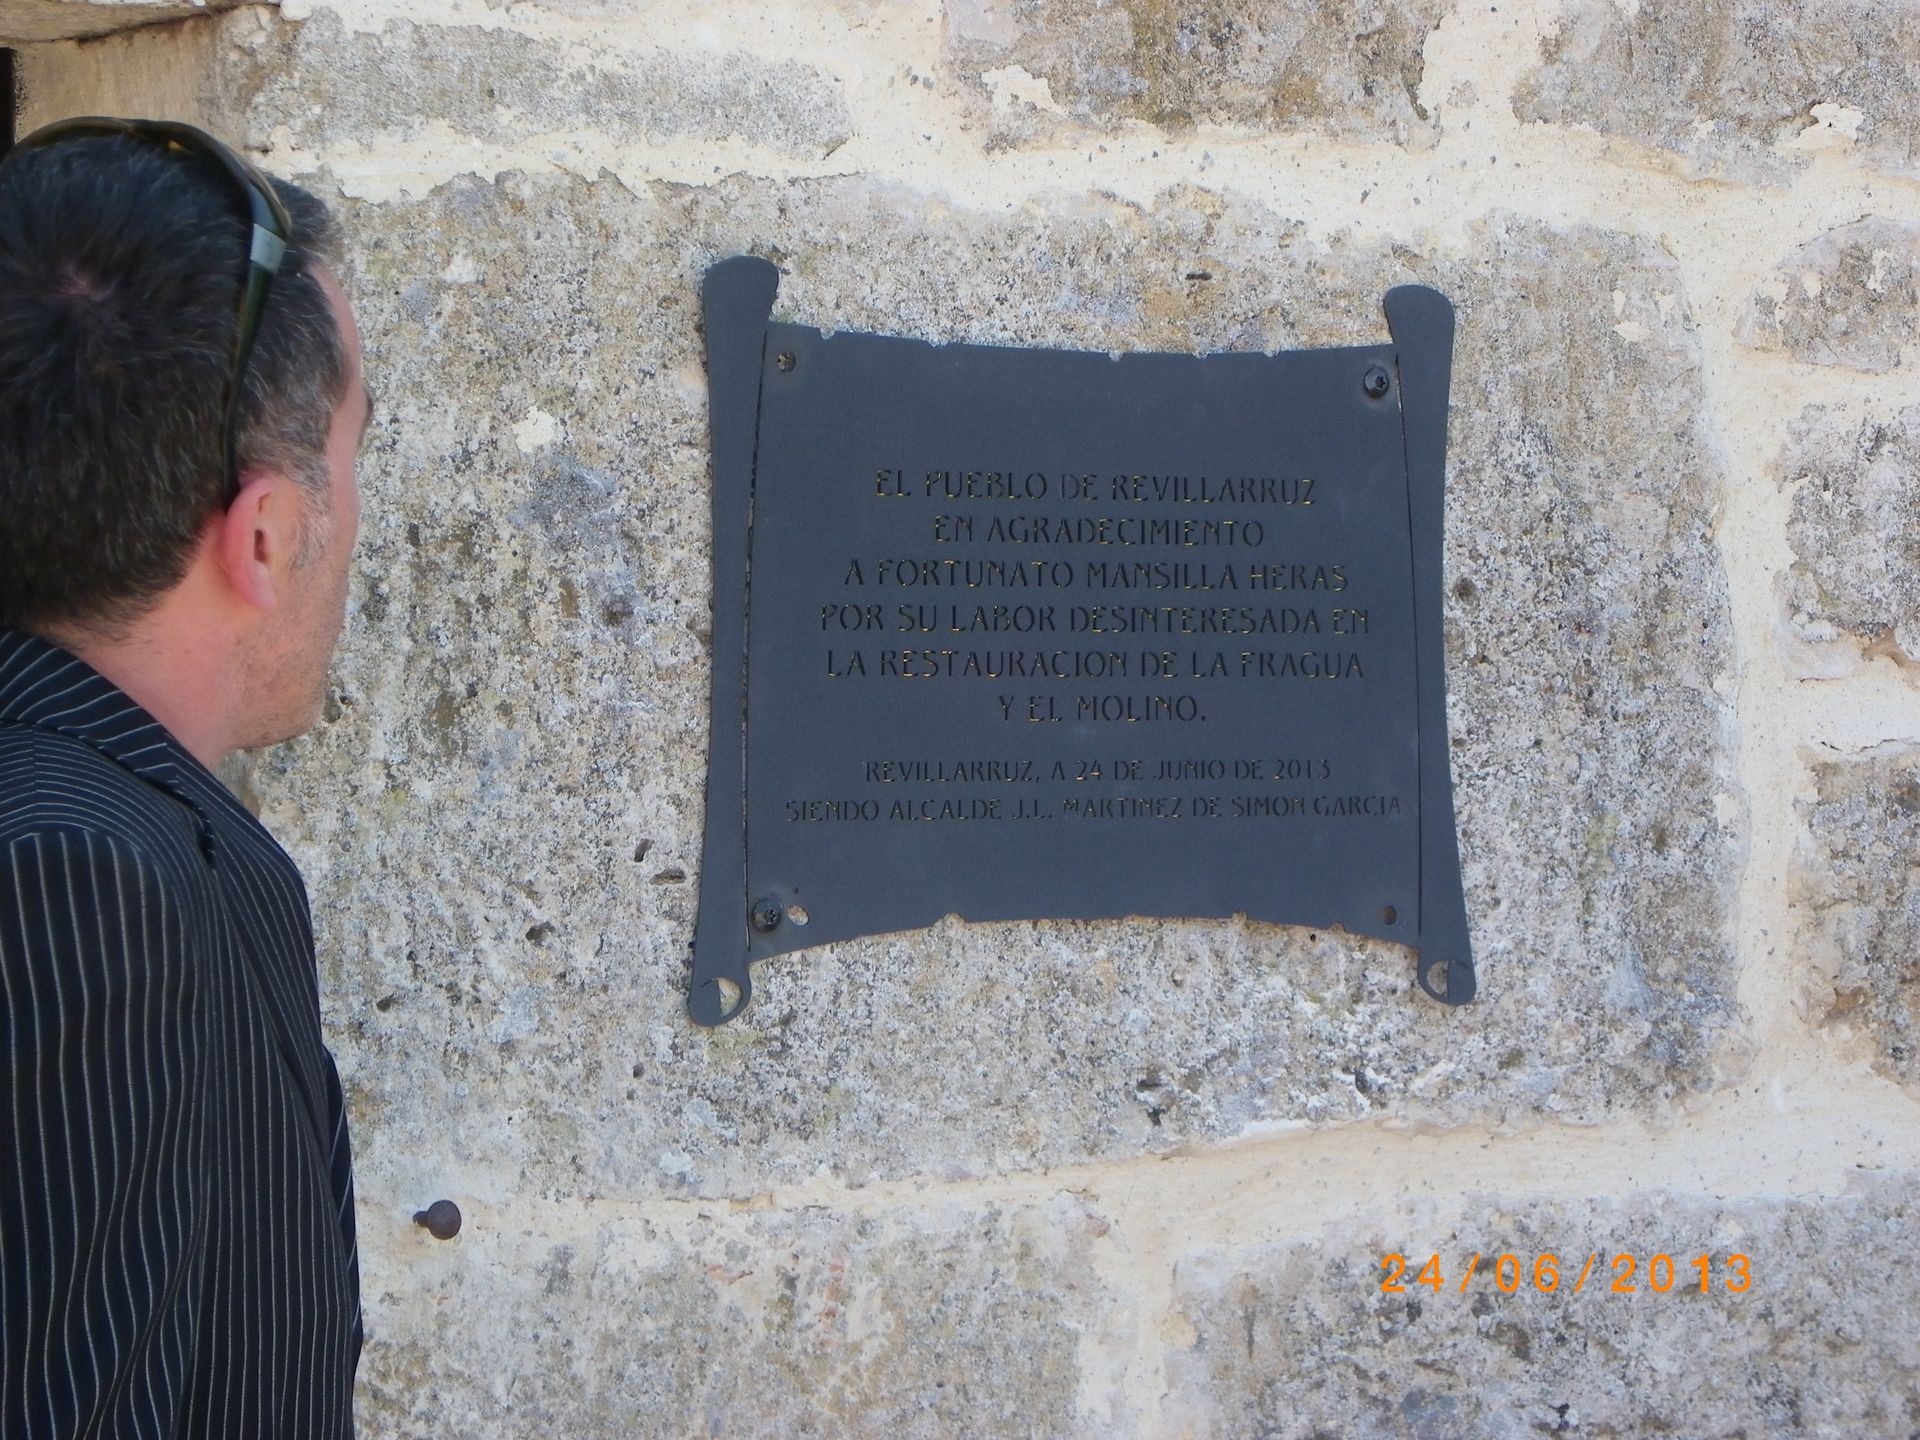 EL PUEBLO DE REVILLARRUZ
EN AGRADECIMIENTO
A FORTUNATO MANSILLA HERAS
POR SU LABOR DESINTERESADA EN
LA RESTAURACION DE LA FRAGUA
Y EL MOLINO.
REVILLARRUZ, A 24 DE JUNIO DE 2013
SIENDO ALCALDE J.L. MARTINEZ DE SIMON GARCIA
24/06/2013